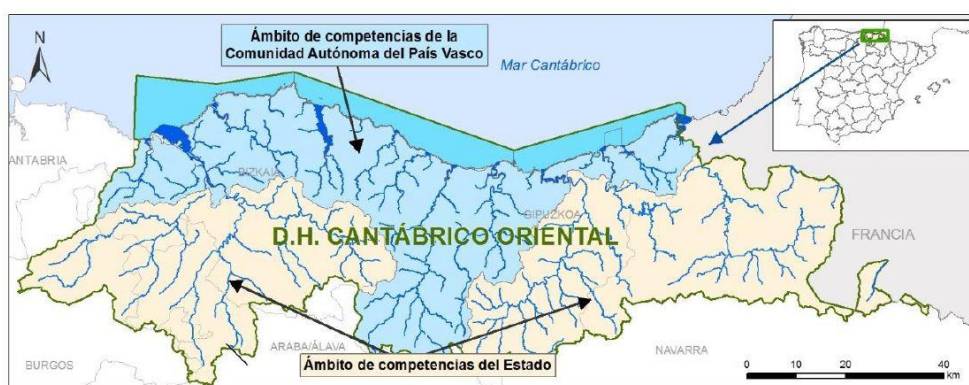 N
Ámbito de competencias de la
Comunidad Autónoma del País Vasco
Mar Cantábrico
ANTABRIA
BIZKAIA
GIPUZKOA
D.H. CANTÁBRICO ORIENTAL
FRANCIA
BURGOS
ARABA/ÁLAVA
Ámbito de competencias del Estado
NAVARRA
0 10 20 40
km